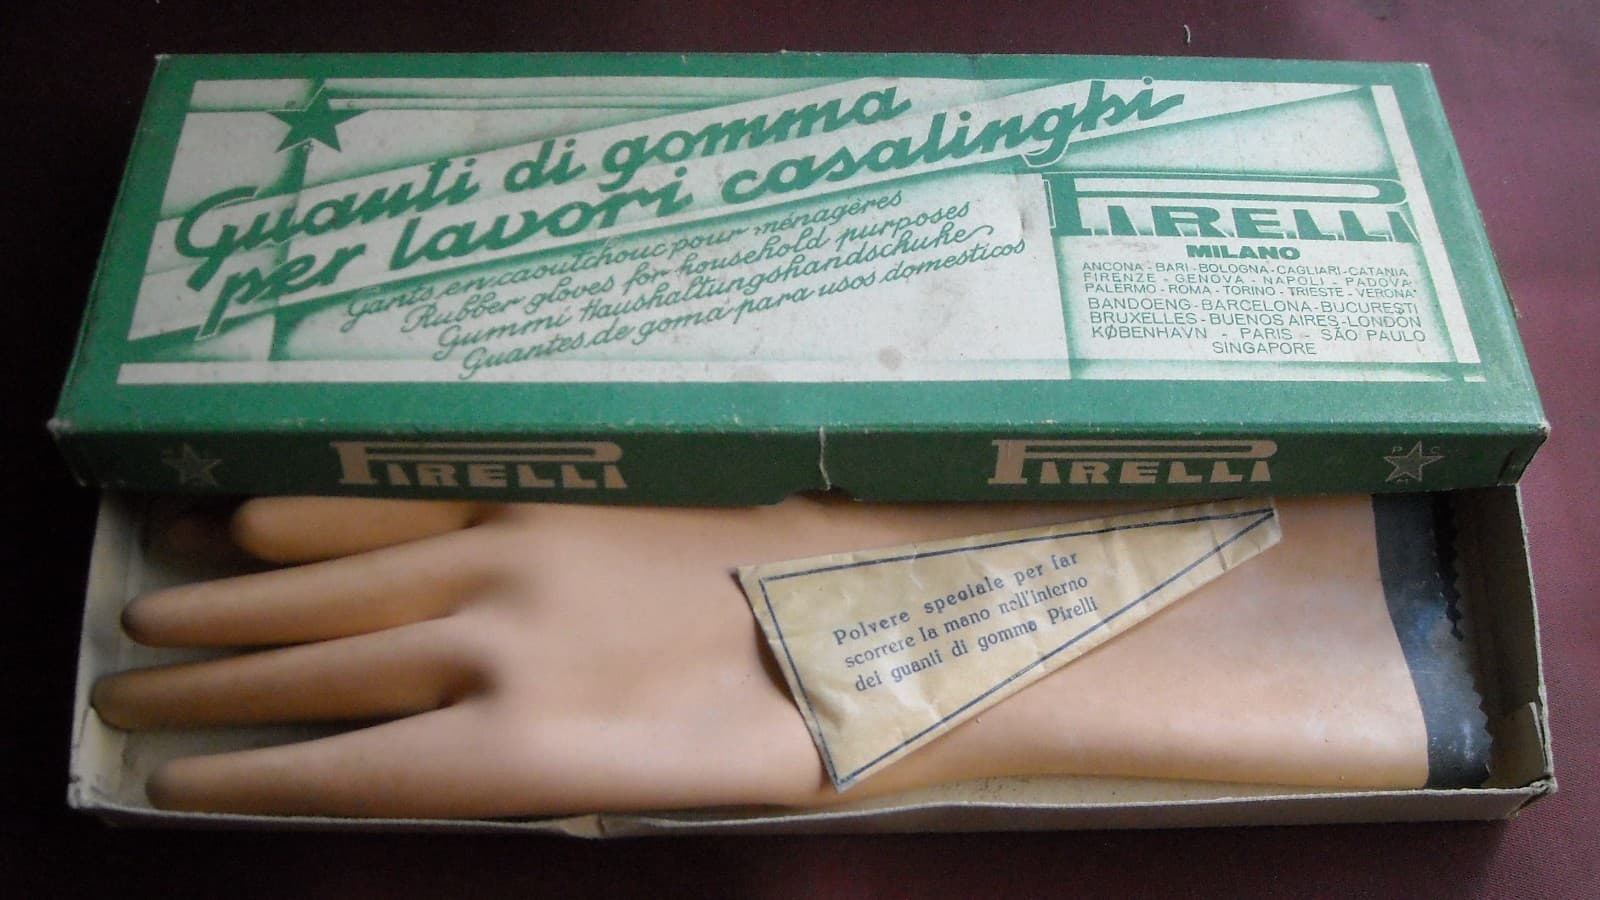 Guanti di gomma
per lavori casalinghi
Gants en caoutchouc pour ménagères
Rubber gloves for household purposes
Gummi Haushaltungshandschuhe
Guantes de goma para usos domesticos
PIRELLI
MILANO
ANCONA - BARI - BOLOGNA - CAGLIARI - CATANIA
FIRENZE - GENOVA - NAPOLI - PADOVA
PALERMO - ROMA - TORINO - TRIESTE - VERONA
BANDOENG - BARCELONA - BUCUREȘTI
BRUXELLES - BUENOS AIRES - LONDON
KØBENHAVN - PARIS - SÃO PAULO
SINGAPORE
PIRELLI
PIRELLI
P C
Polvere speciale per far
scorrere la mano nell'interno
dei guanti di gomma Pirelli